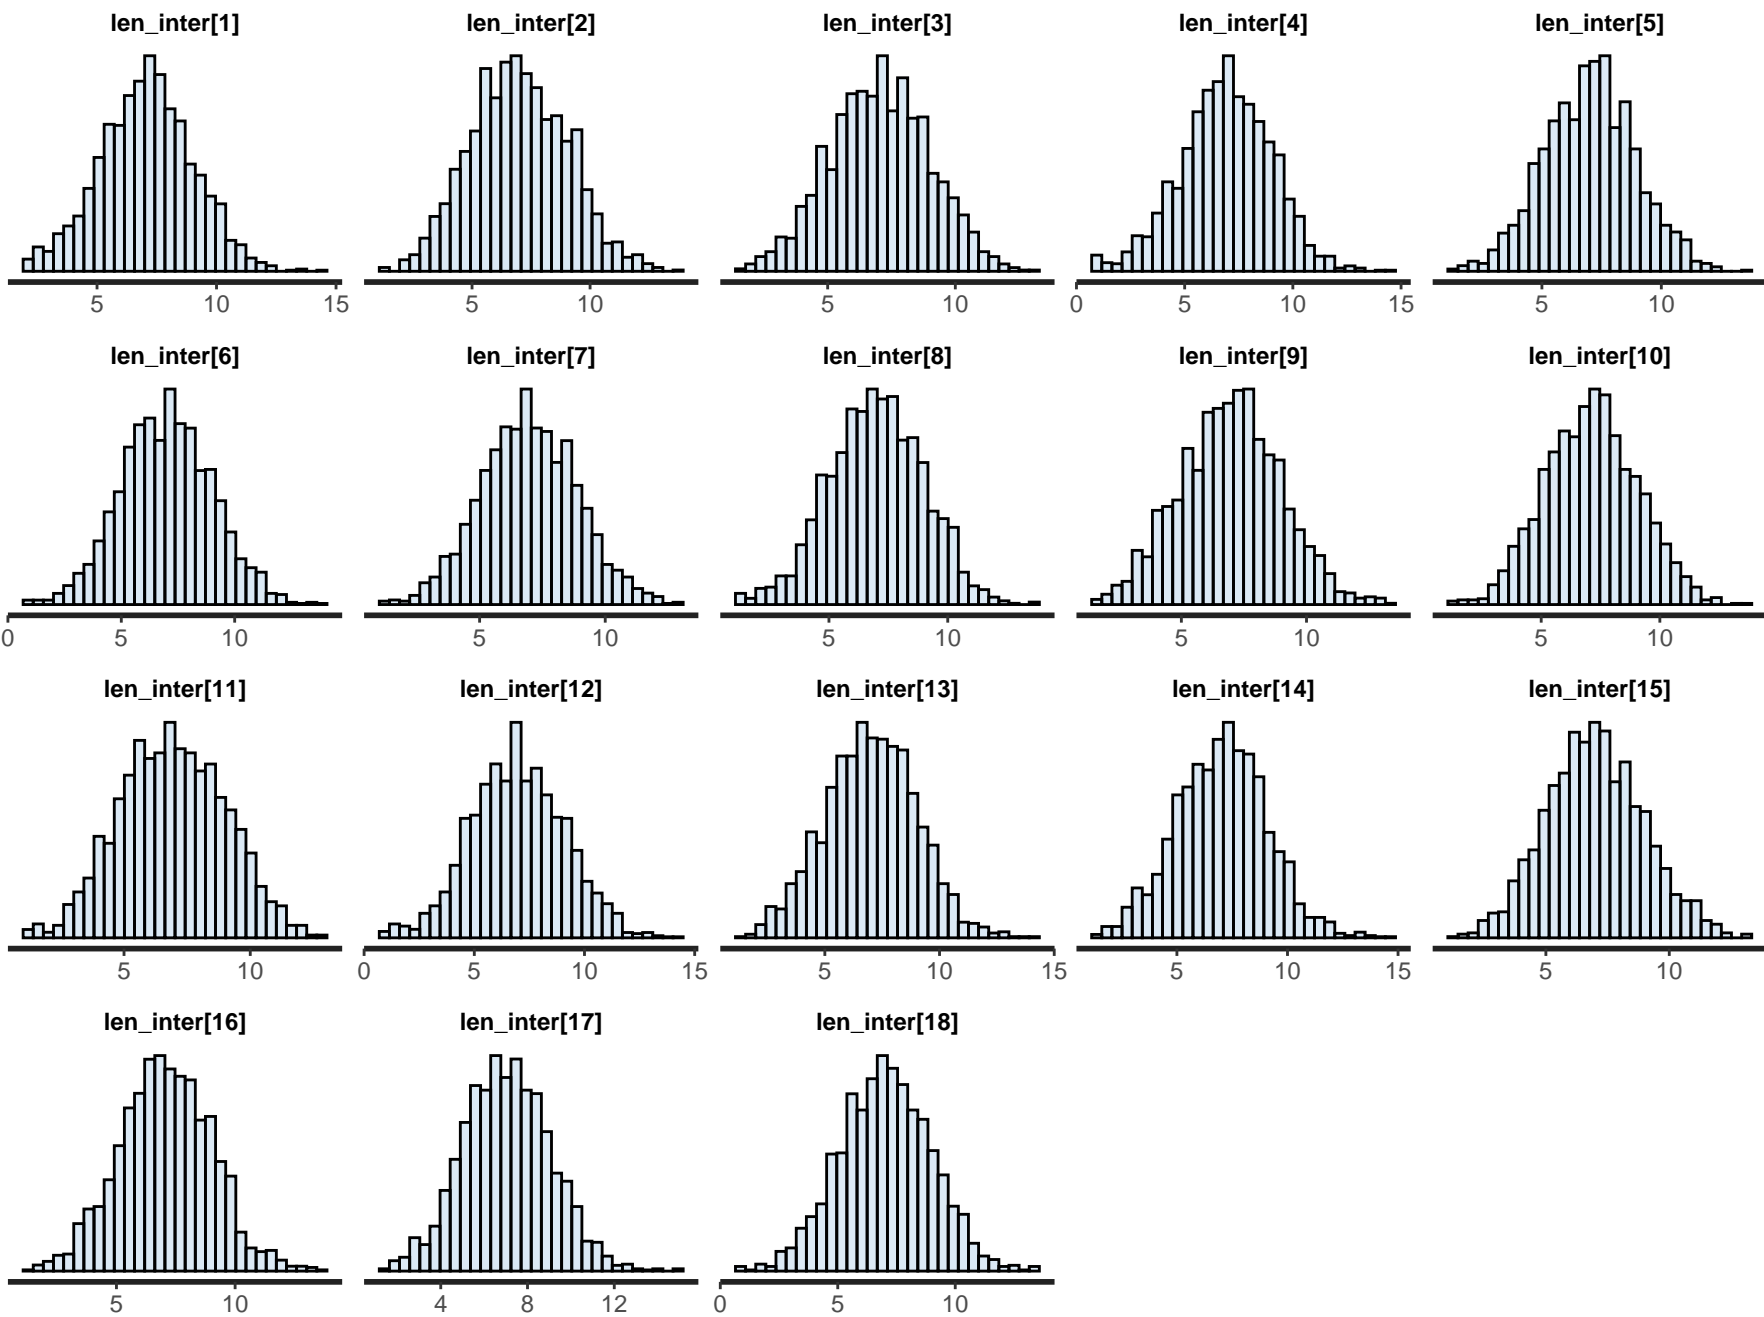 len_inter[1] len_inter[2] len_inter[3] len_inter[4] len_inter[5]
5 10 15 5 10 5 10 0 5 10 15 5 10
len_inter[6] len_inter[7] len_inter[8] len_inter[9] len_inter[10]
0 5 10 5 10 5 10 5 10 5 10
len_inter[11] len_inter[12] len_inter[13] len_inter[14] len_inter[15]
5 10 0 5 10 15 5 10 15 5 10 15 5 10
len_inter[16] len_inter[17] len_inter[18]
5 10 4 8 12 0 5 10